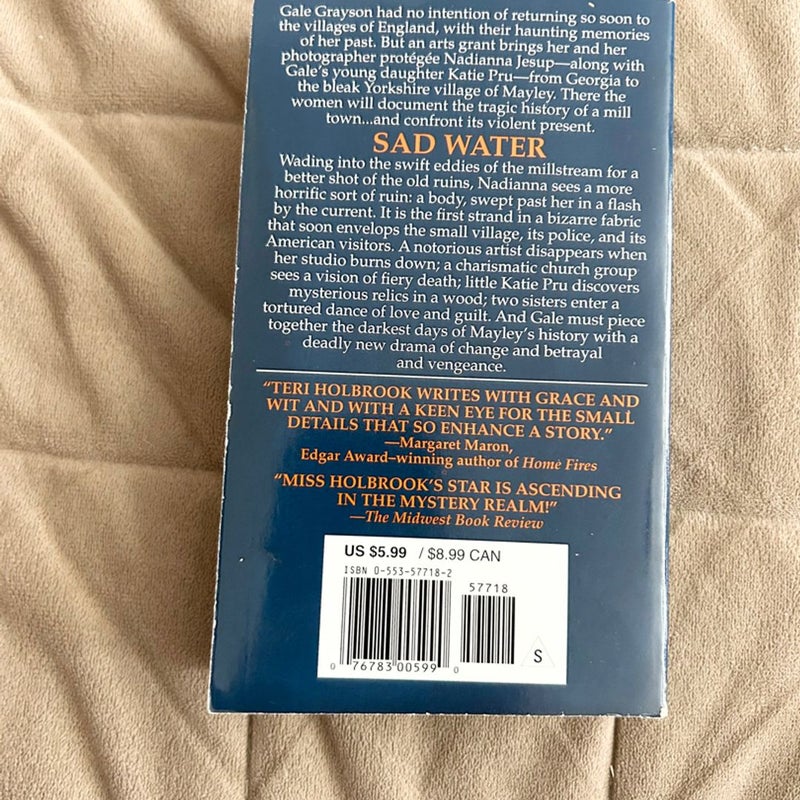 Gale Grayson had no intention of returning so soon to
the villages of England, with their haunting memories
of her past. But an arts grant brings her and her
photographer protégée Nadianna Jesup—along with
Gale's young daughter Katie Pru—from Georgia to
the bleak Yorkshire village of Mayley. There the
women will document the tragic history of a mill
town...and confront its violent present.
SAD WATER
Wading into the swift eddies of the millstream for a
better shot of the old ruins, Nadianna sees a more
horrific sort of ruin: a body, swept past her in a flash
by the current. It is the first strand in a bizarre fabric
that soon envelops the small village, its police, and its
American visitors. A notorious artist disappears when
her studio burns down; a charismatic church group
sees a vision of fiery death; little Katie Pru discovers
mysterious relics in a wood; two sisters enter a
tortured dance of love and guilt. And Gale must piece
together the darkest days of Mayley's history with a
deadly new drama of change and betrayal
and vengeance.
"TERI HOLBROOK WRITES WITH GRACE AND
WIT AND WITH A KEEN EYE FOR THE SMALL
DETAILS THAT SO ENHANCE A STORY."
—Margaret Maron,
Edgar Award–winning author of Home Fires
"MISS HOLBROOK'S STAR IS ASCENDING
IN THE MYSTERY REALM!"
—The Midwest Book Review
US $5.99 / $8.99 CAN
ISBN 0-553-57718-2
57718
0 76783 00599 0
S